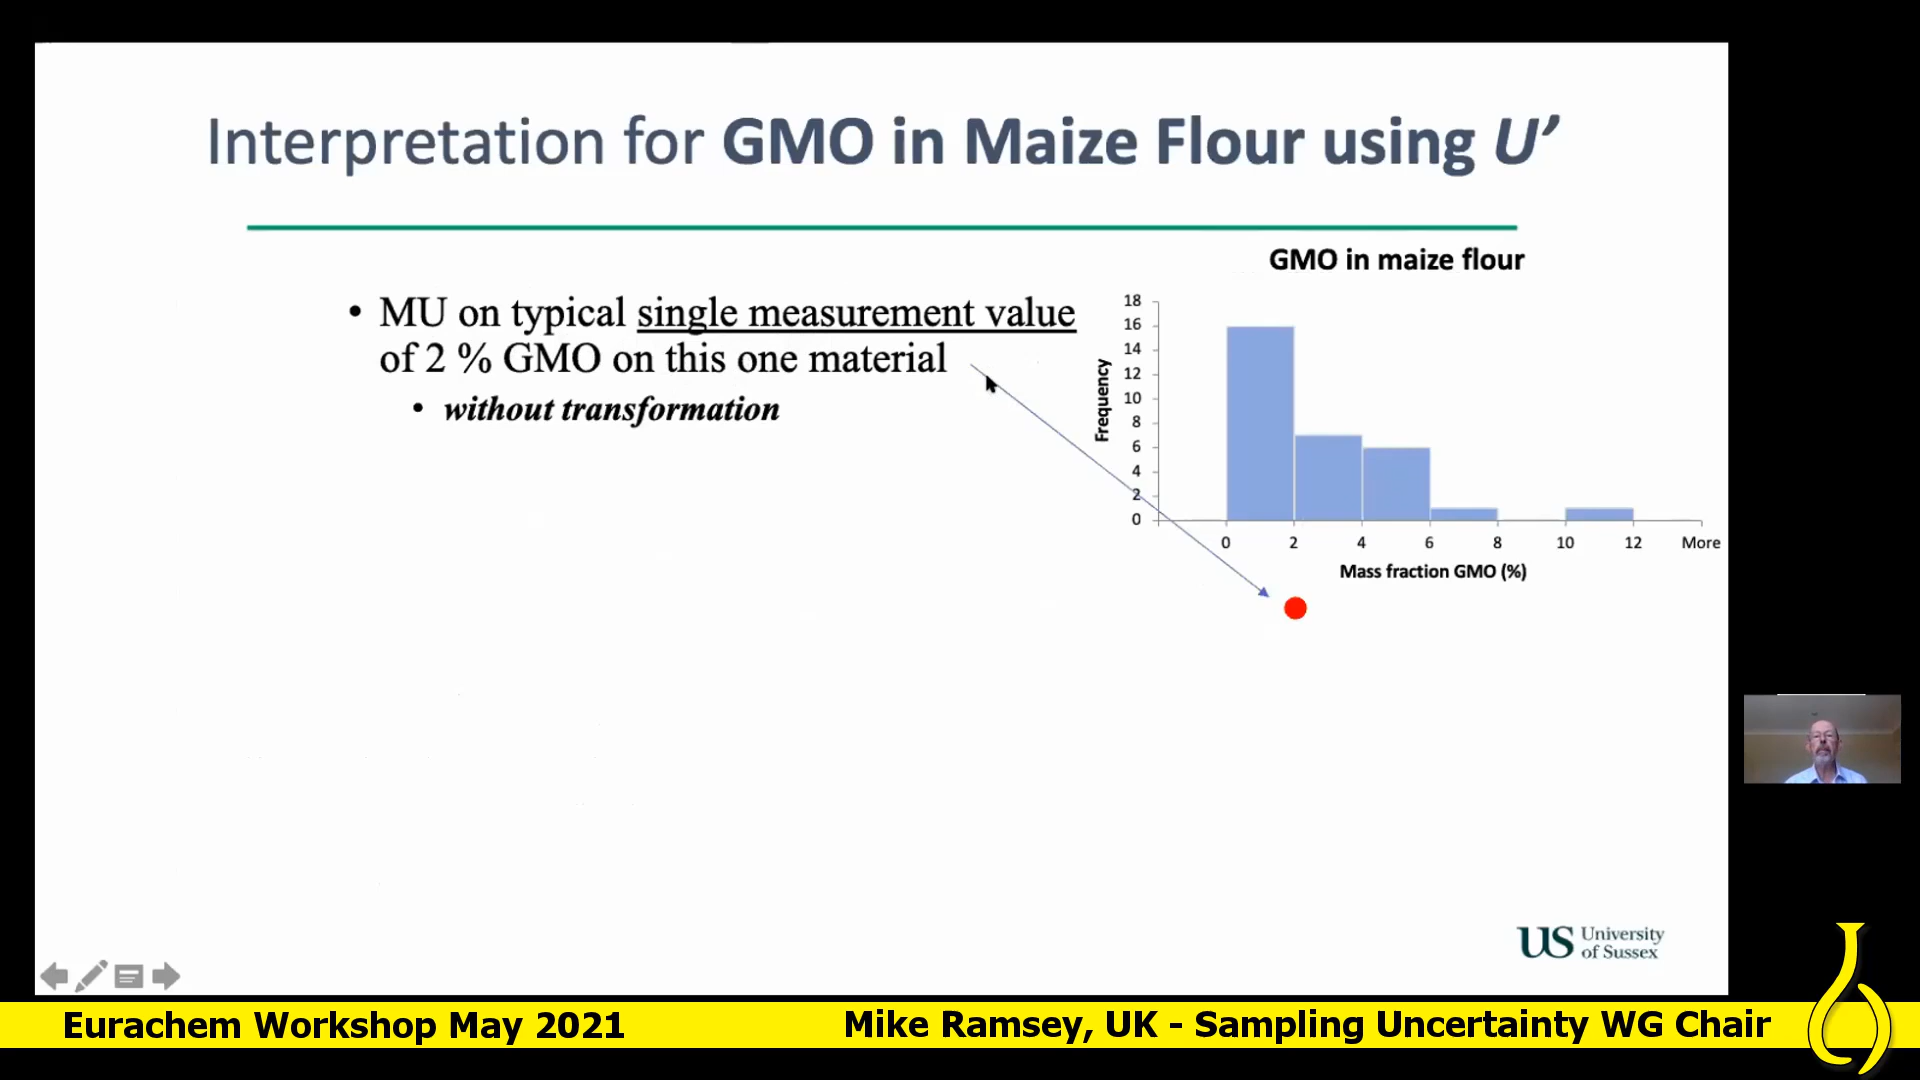 Interpretation for GMO in Maize Flour using U’
• MU on typical single measurement value
of 2 % GMO on this one material
• without transformation
GMO in maize flour
Frequency
18
16
14
12
10
8
6
4
2
0
0 2 4 6 8 10 12 More
Mass fraction GMO (%)
US University
of Sussex
Eurachem Workshop May 2021
Mike Ramsey, UK - Sampling Uncertainty WG Chair